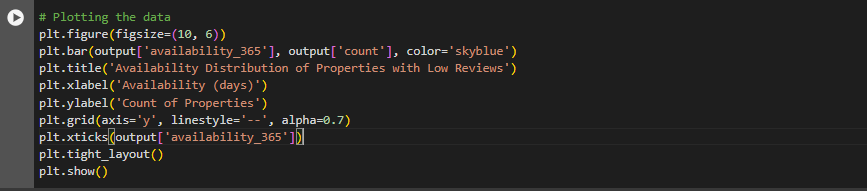 # Plotting the data
plt.figure(figsize=(10, 6))
plt.bar(output['availability_365'], output['count'], color='skyblue')
plt.title('Availability Distribution of Properties with Low Reviews')
plt.xlabel('Availability (days)')
plt.ylabel('Count of Properties')
plt.grid(axis='y', linestyle='--', alpha=0.7)
plt.xticks(output['availability_365'])
plt.tight_layout()
plt.show()